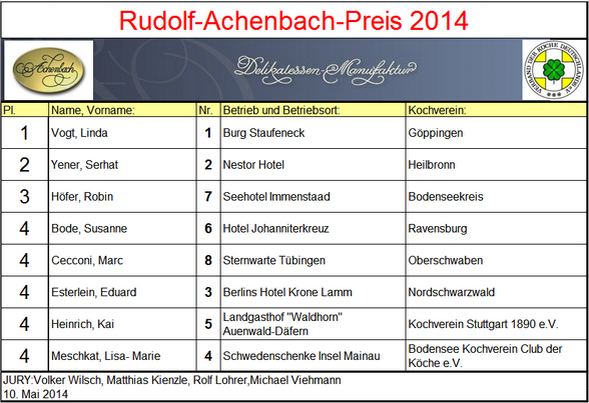 Rudolf-Achenbach-Preis 2014
Achenbach
Delikatessen-Manufaktur
VERBAND DER KÖCHE DEUTSCHLANDS e.V.
Pl. Name, Vorname: Nr. Betrieb und Betriebsort: Kochverein:
1 Vogt, Linda 1 Burg Staufeneck Göppingen
2 Yener, Serhat 2 Nestor Hotel Heilbronn
3 Höfer, Robin 7 Seehotel Immenstaad Bodenseekreis
4 Bode, Susanne 6 Hotel Johanniterkreuz Ravensburg
4 Cecconi, Marc 8 Sternwarte Tübingen Oberschwaben
4 Esterlein, Eduard 3 Berlins Hotel Krone Lamm Nordschwarzwald
4 Heinrich, Kai 5 Landgasthof "Waldhorn"
Auenwald-Däfern Kochverein Stuttgart 1890 e.V.
4 Meschkat, Lisa- Marie 4 Schwedenschenke Insel Mainau Bodensee Kochverein Club der
Köche e.V.
JURY:Volker Wilsch, Matthias Kienzle, Rolf Lohrer,Michael Viehmann
10. Mai 2014